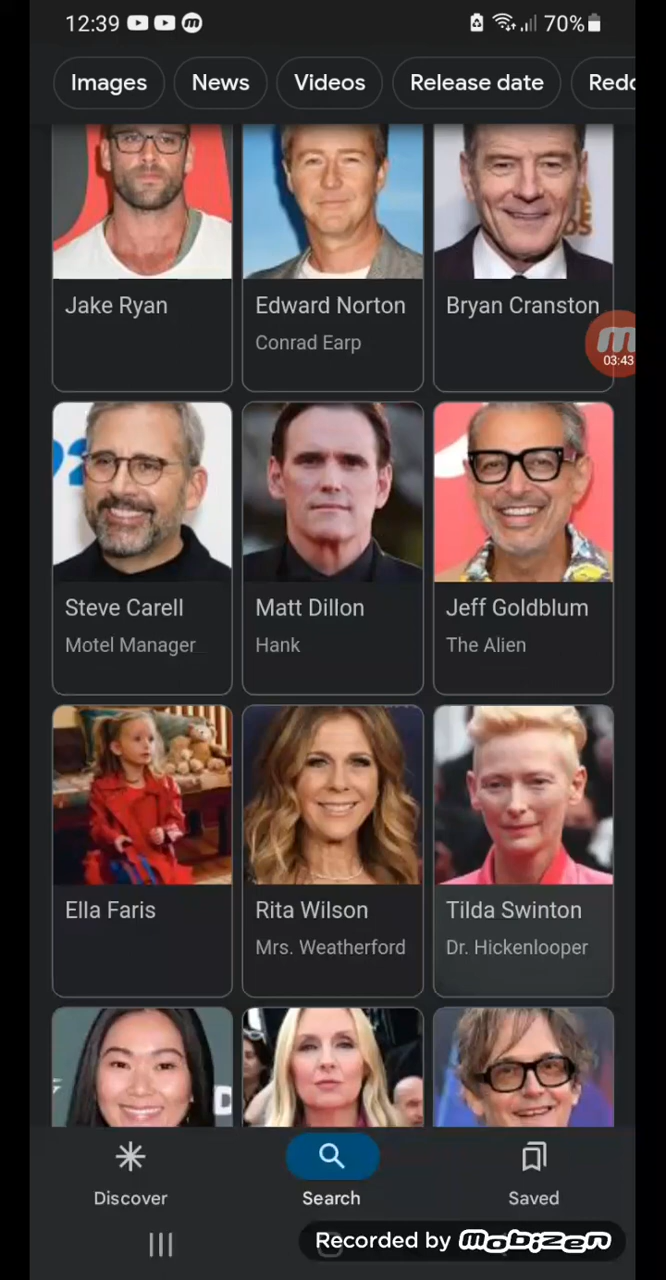 12:39
70%
Images
News
Videos
Release date
Redd
Jake Ryan
Edward Norton
Conrad Earp
Bryan Cranston
03:43
Steve Carell
Motel Manager
Matt Dillon
Hank
Jeff Goldblum
The Alien
Ella Faris
Rita Wilson
Mrs. Weatherford
Tilda Swinton
Dr. Hickenlooper
Discover
Search
Saved
Recorded by mobizen